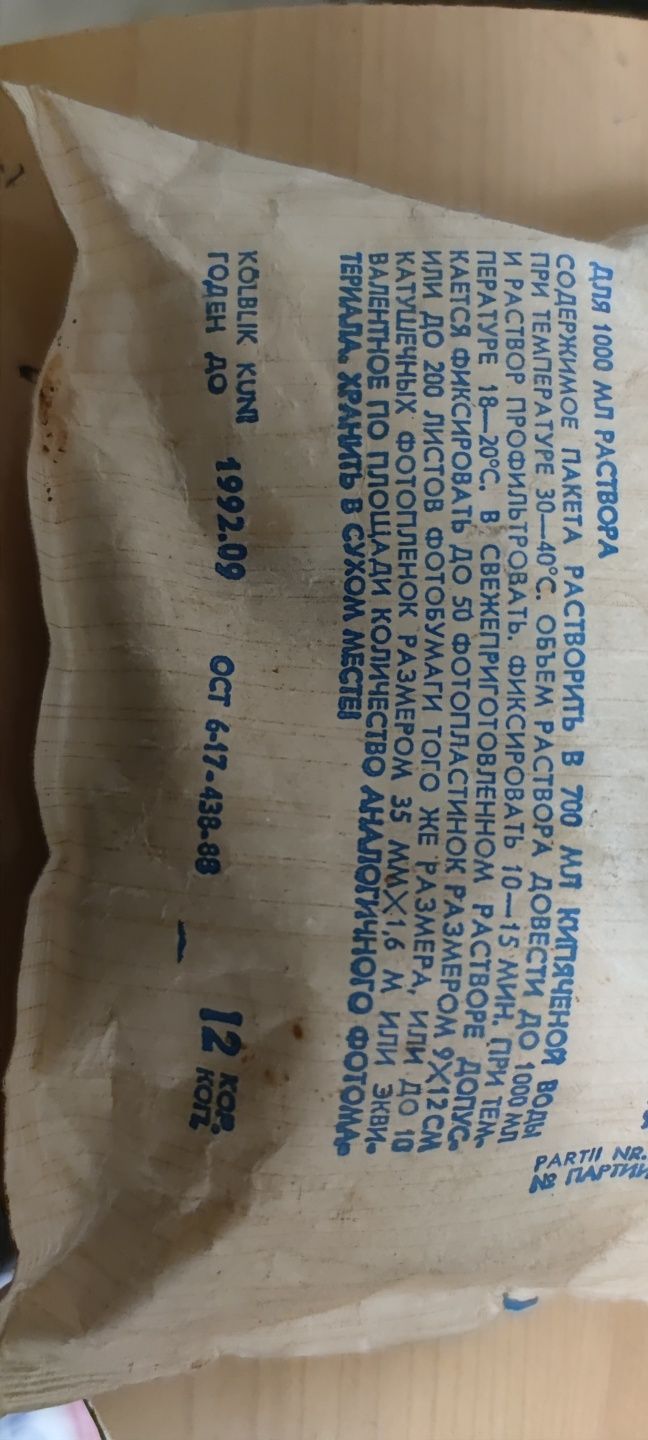 ДЛЯ 1000 МЛ РАСТВОРА
СОДЕРЖИМОЕ ПАКЕТА РАСТВОРИТЬ В 700 МЛ КИПЯЧЕНОЙ ВОДЫ
ПРИ ТЕМПЕРАТУРЕ 30—40°С. ОБЪЕМ РАСТВОРА ДОВЕСТИ ДО 1000 МЛ
И РАСТВОР ПРОФИЛЬТРОВАТЬ. ФИКСИРОВАТЬ 10—15 МИН. ПРИ ТЕМ-
ПЕРАТУРЕ 18—20°С. В СВЕЖЕПРИГОТОВЛЕННОМ РАСТВОРЕ ДОПУС-
КАЕТСЯ ФИКСИРОВАТЬ ДО 50 ФОТОПЛАСТИНОК РАЗМЕРОМ 9Х12 СМ
ИЛИ ДО 200 ЛИСТОВ ФОТОБУМАГИ ТОГО ЖЕ РАЗМЕРА, ИЛИ ДО 10
КАТУШЕЧНЫХ ФОТОПЛЕНОК РАЗМЕРОМ 35 ММХ1,6 М ИЛИ ЭКВИ-
ВАЛЕНТНОЕ ПО ПЛОЩАДИ КОЛИЧЕСТВО АНАЛОГИЧНОГО ФОТОМА-
ТЕРИАЛА. ХРАНИТЬ В СУХОМ МЕСТЕ!
PARTII NR.
№ ПАРТИИ
KÕLBLIK KUNI
ГОДЕН ДО 1992.09 ОСТ 6-17-438-88 12 KOP.
КОП.